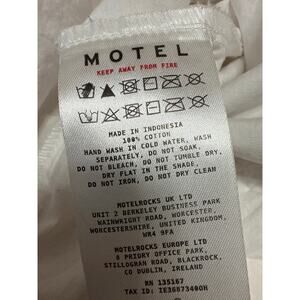 MOTEL
KEEP AWAY FROM FIRE
MADE IN INDONESIA
100% COTTON
HAND WASH IN COLD WATER, WASH
SEPARATELY, DO NOT SOAK,
DO NOT BLEACH, DO NOT TUMBLE DRY,
DRY FLAT IN THE SHADE,
DO NOT IRON, DO NOT DRY CLEAN
MOTELROCKS UK LTD
UNIT 2 BERKELEY BUSINESS PARK
WAINWRIGHT ROAD, WORCESTER,
WORCESTERSHIRE, UNITED KINGDOM,
WR4 9FA
MOTELROCKS EUROPE LTD
8 PRIORY OFFICE PARK,
STILLORGAN ROAD, BLACKROCK,
CO DUBLIN, IRELAND
RN 135167
TAX ID: IE3687340OH